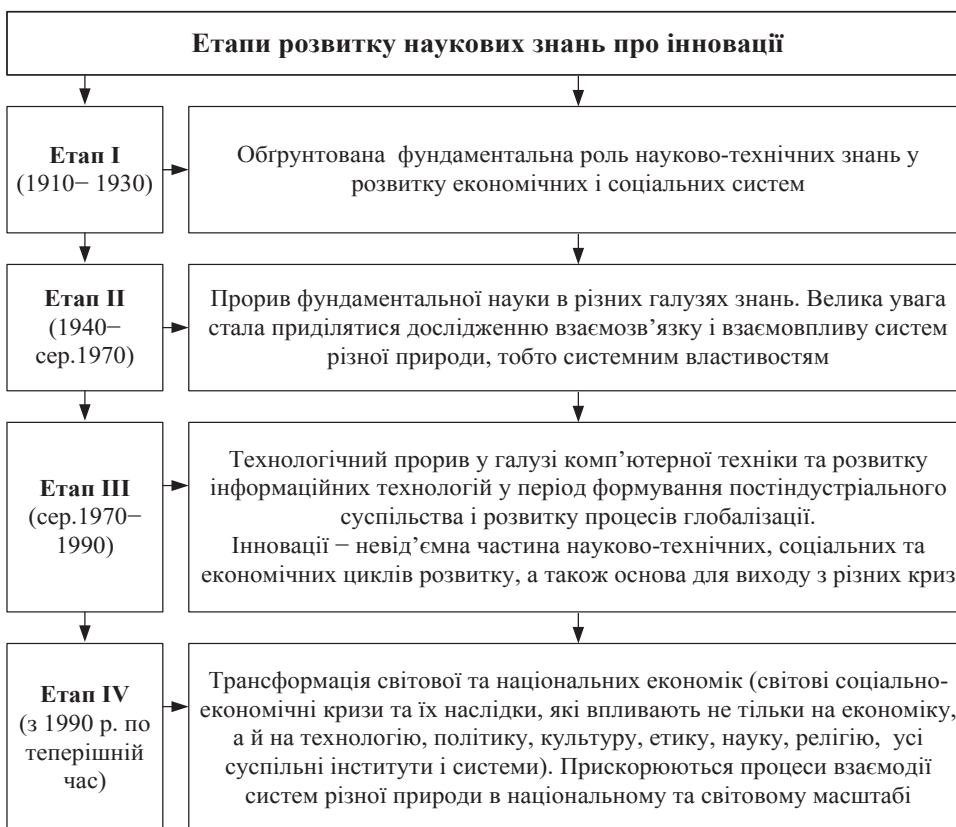 Етапи розвитку наукових знань про інновації
Етап I
(1910− 1930)
Обґрунтована фундаментальна роль науково-технічних знань у
розвитку економічних і соціальних систем
Етап II
(1940−
сер.1970)
Прорив фундаментальної науки в різних галузях знань. Велика увага
стала приділятися дослідженню взаємозв’язку і взаємовпливу систем
різної природи, тобто системним властивостям
Етап III
(сер.1970−
1990)
Технологічний прорив у галузі комп’ютерної техніки та розвитку
інформаційних технологій у період формування постіндустріального
суспільства і розвитку процесів глобалізації.
Інновації − невід’ємна частина науково-технічних, соціальних та
економічних циклів розвитку, а також основа для виходу з різних криз
Етап IV
(з 1990 р. по
теперішній
час)
Трансформація світової та національних економік (світові соціально-
економічні кризи та їх наслідки, які впливають не тільки на економіку,
а й на технологію, політику, культуру, етику, науку, релігію, усі
суспільні інститути і системи). Прискорюються процеси взаємодії
систем різної природи в національному та світовому масштабі